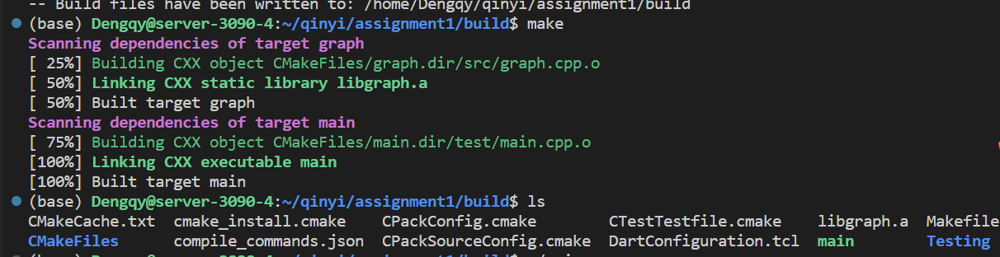 -- Build files have been written to: /home/Dengqy/qinyi/assignment1/build
(base) Dengqy@server-3090-4:~/qinyi/assignment1/build$ make
Scanning dependencies of target graph
[ 25%] Building CXX object CMakeFiles/graph.dir/src/graph.cpp.o
[ 50%] Linking CXX static library libgraph.a
[ 50%] Built target graph
Scanning dependencies of target main
[ 75%] Building CXX object CMakeFiles/main.dir/test/main.cpp.o
[100%] Linking CXX executable main
[100%] Built target main
(base) Dengqy@server-3090-4:~/qinyi/assignment1/build$ ls
CMakeCache.txt cmake_install.cmake CPackConfig.cmake CTestTestfile.cmake libgraph.a Makefile
CMakeFiles compile_commands.json CPackSourceConfig.cmake DartConfiguration.tcl main Testing